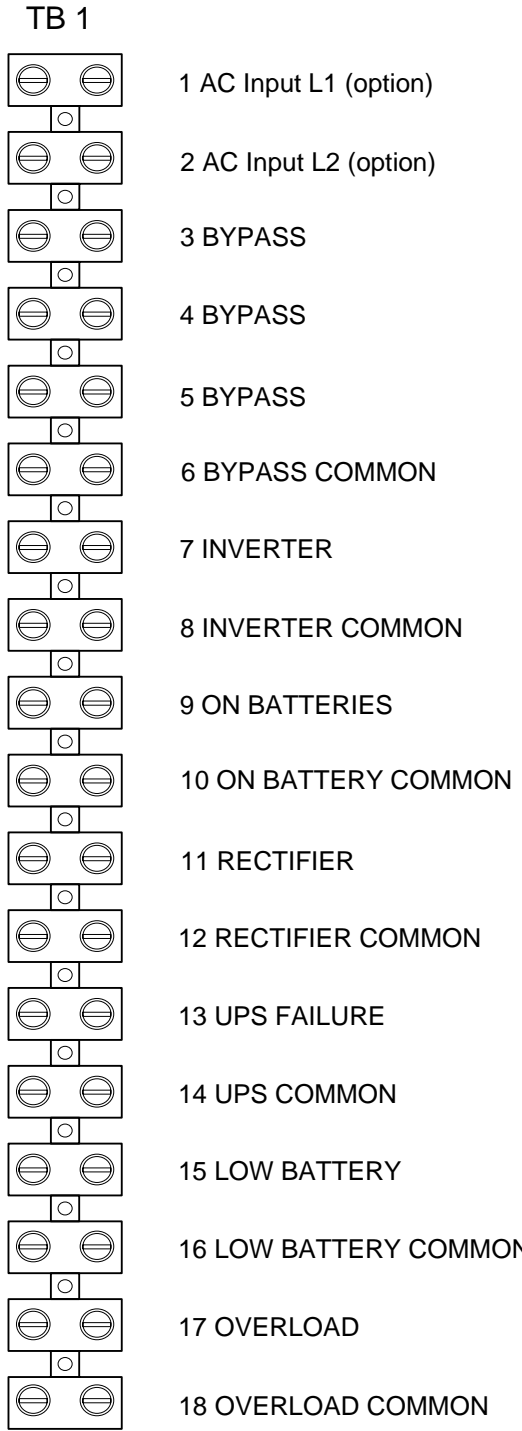 TB 1
1 AC Input L1 (option)
2 AC Input L2 (option)
3 BYPASS
4 BYPASS
5 BYPASS
6 BYPASS COMMON
7 INVERTER
8 INVERTER COMMON
9 ON BATTERIES
10 ON BATTERY COMMON
11 RECTIFIER
12 RECTIFIER COMMON
13 UPS FAILURE
14 UPS COMMON
15 LOW BATTERY
16 LOW BATTERY COMMON
17 OVERLOAD
18 OVERLOAD COMMON